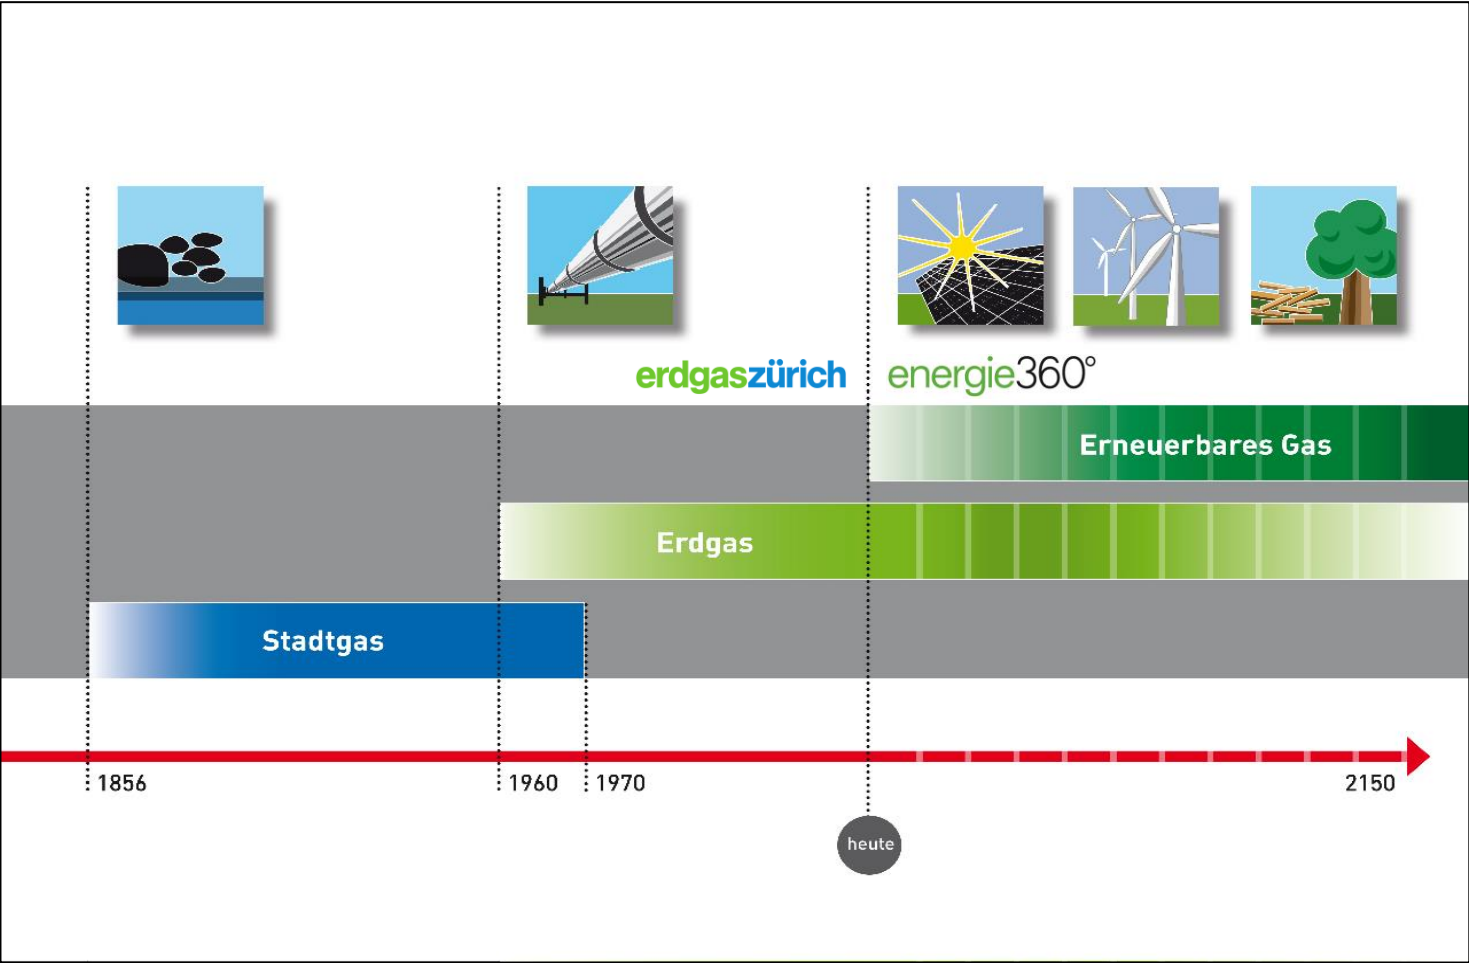 erdgaszürich energie360°
Erneuerbares Gas
Erdgas
Stadtgas
1856 1960 1970 2150
heute